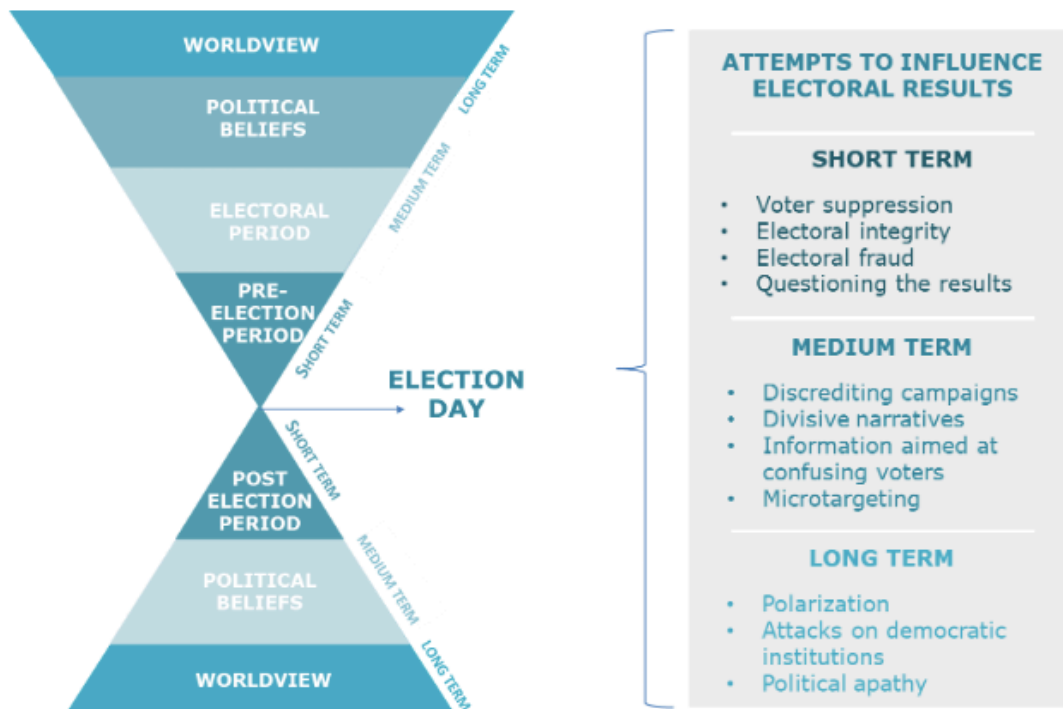 WORLDVIEW
LONG TERM
POLITICAL
BELIEFS
MEDIUM TERM
ELECTORAL
PERIOD
PRE-
ELECTION
PERIOD
SHORT TERM
ELECTION
DAY
SHORT TERM
POST
ELECTION
PERIOD
MEDIUM TERM
POLITICAL
BELIEFS
LONG TERM
WORLDVIEW
ATTEMPTS TO INFLUENCE
ELECTORAL RESULTS
SHORT TERM
• Voter suppression
• Electoral integrity
• Electoral fraud
• Questioning the results
MEDIUM TERM
• Discrediting campaigns
• Divisive narratives
• Information aimed at
confusing voters
• Microtargeting
LONG TERM
• Polarization
• Attacks on democratic
institutions
• Political apathy